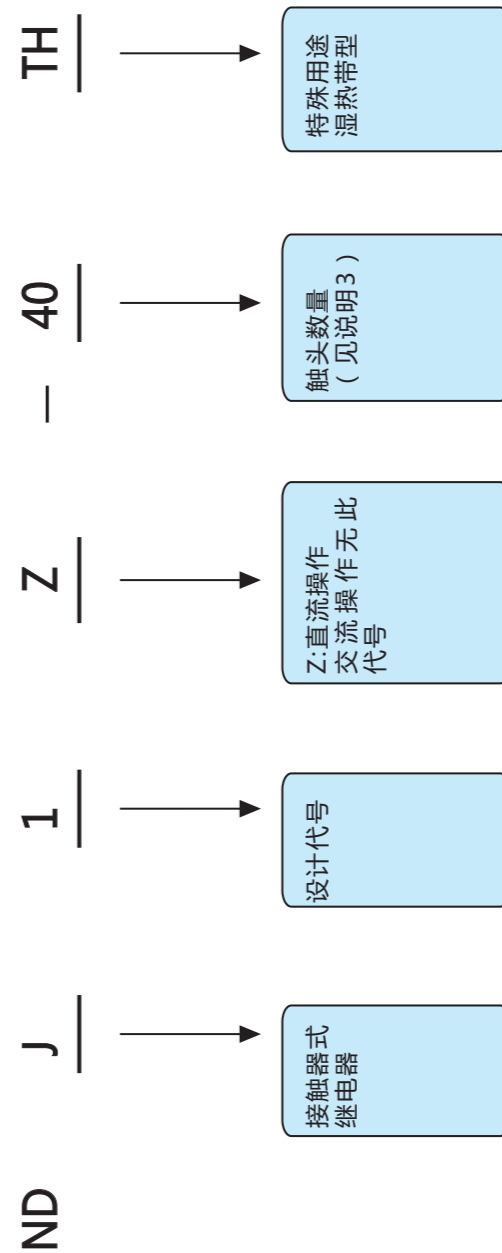 ND J 1 Z — 40 TH
接触器式
继电器
设计代号
Z:直流操作
交流操作无此
代号
触头数量
（见说明3）
特殊用途
湿热带型